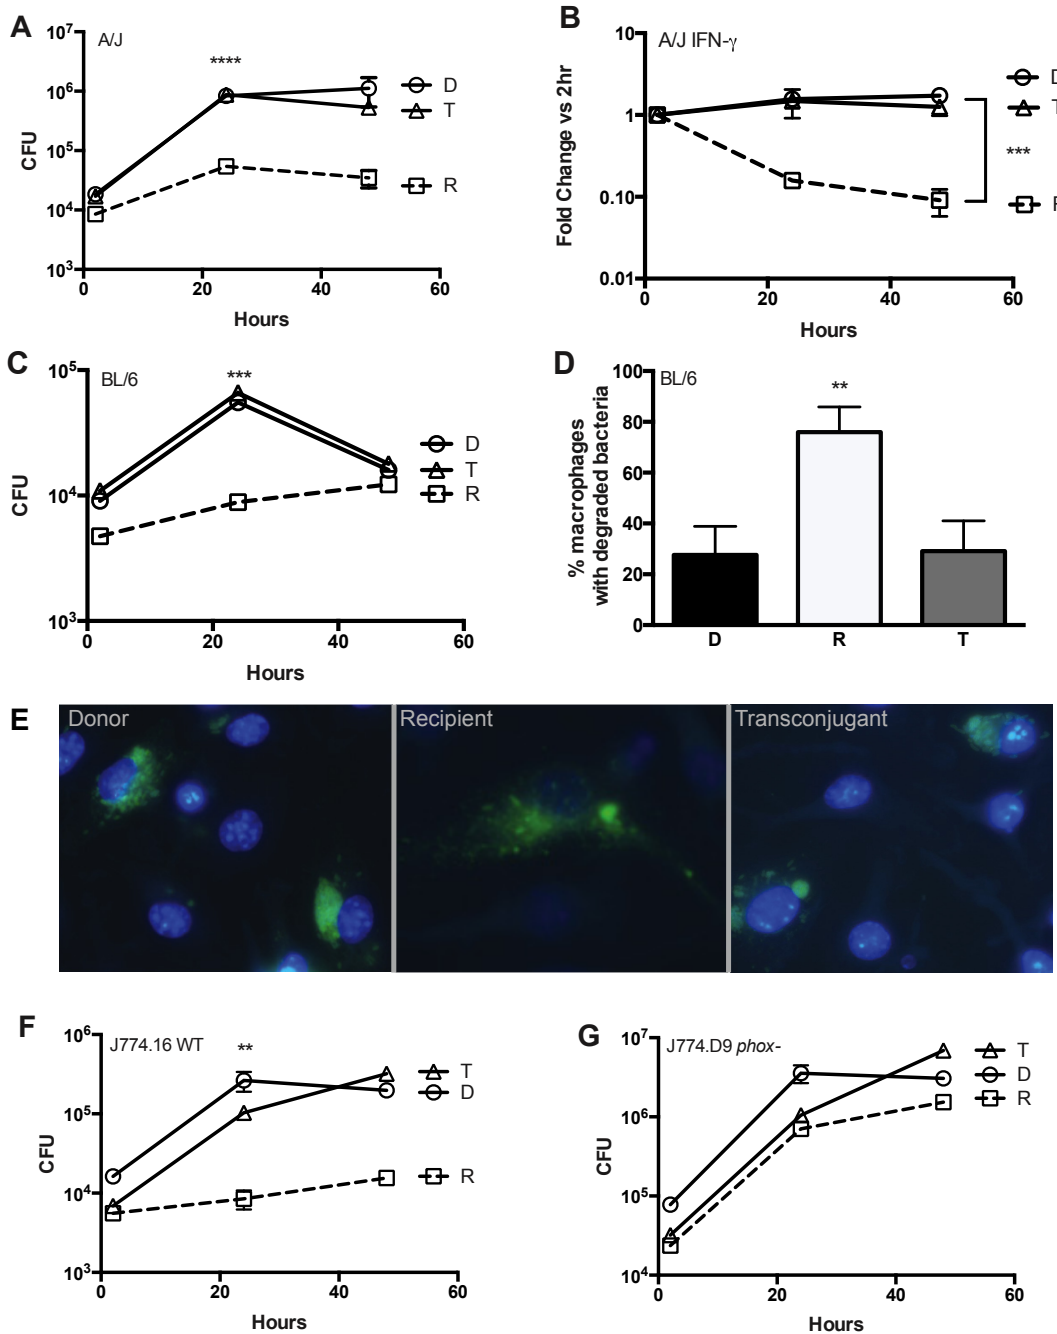 A
A/J
10⁷
10⁶
10⁵
10⁴
10³
CFU
****
D
T
R
0 20 40 60
Hours
B
A/J IFN-γ
10
1
0.10
0.01
Fold Change vs 2hr
***
0 20 40 60
Hours
C
BL/6
10⁵
10⁴
10³
CFU
***
D
T
R
0 20 40 60
Hours
D
BL/6
100
80
60
40
20
0
% macrophages
with degraded bacteria
**
D R T
E
Donor Recipient Transconjugant
F
J774.16 WT
10⁶
10⁵
10⁴
10³
CFU
**
T
D
R
0 20 40 60
Hours
G
J774.D9 phox-
10⁷
10⁶
10⁵
10⁴
CFU
T
D
R
0 20 40 60
Hours